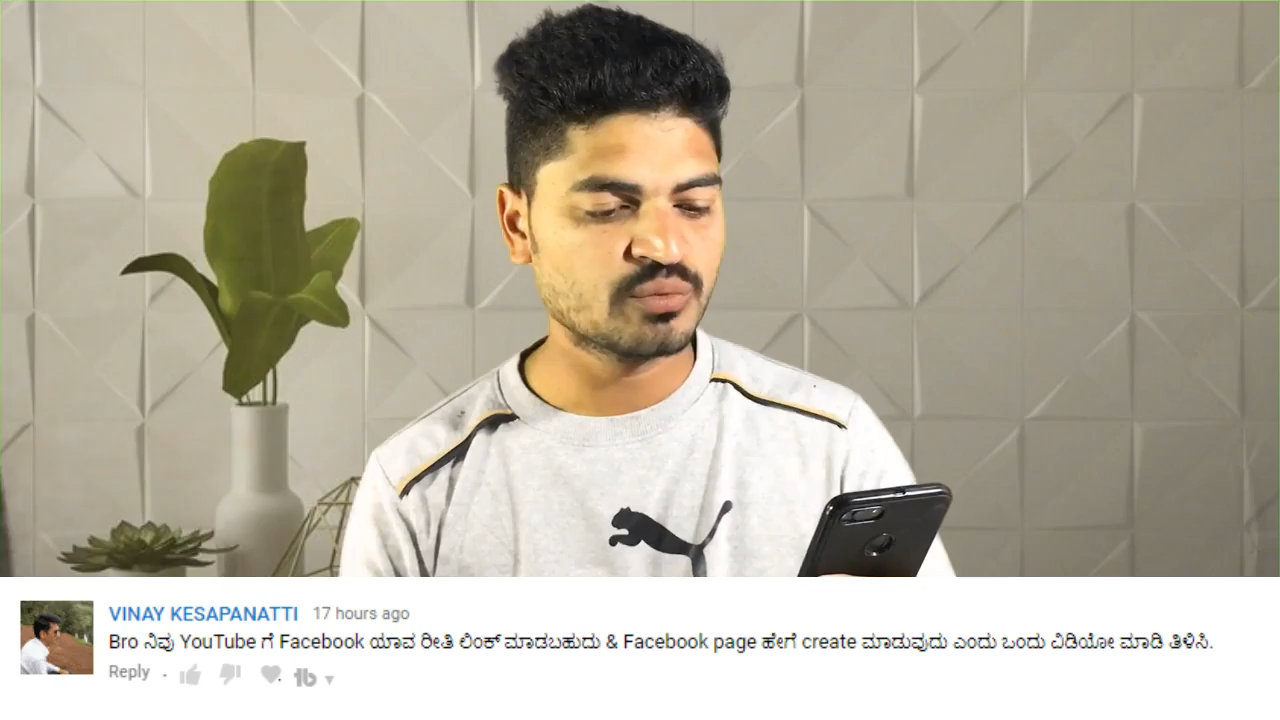 VINAY KESAPANATTI 17 hours ago
Bro ನಿವು YouTube ಗೆ Facebook ಯಾವ ರೀತಿ ಲಿಂಕ್ ಮಾಡಬಹುದು & Facebook page ಹೇಗೆ create ಮಾಡುವುದು ಎಂದು ಒಂದು ವಿಡಿಯೋ ಮಾಡಿ ತಿಳಿಸಿ.
Reply